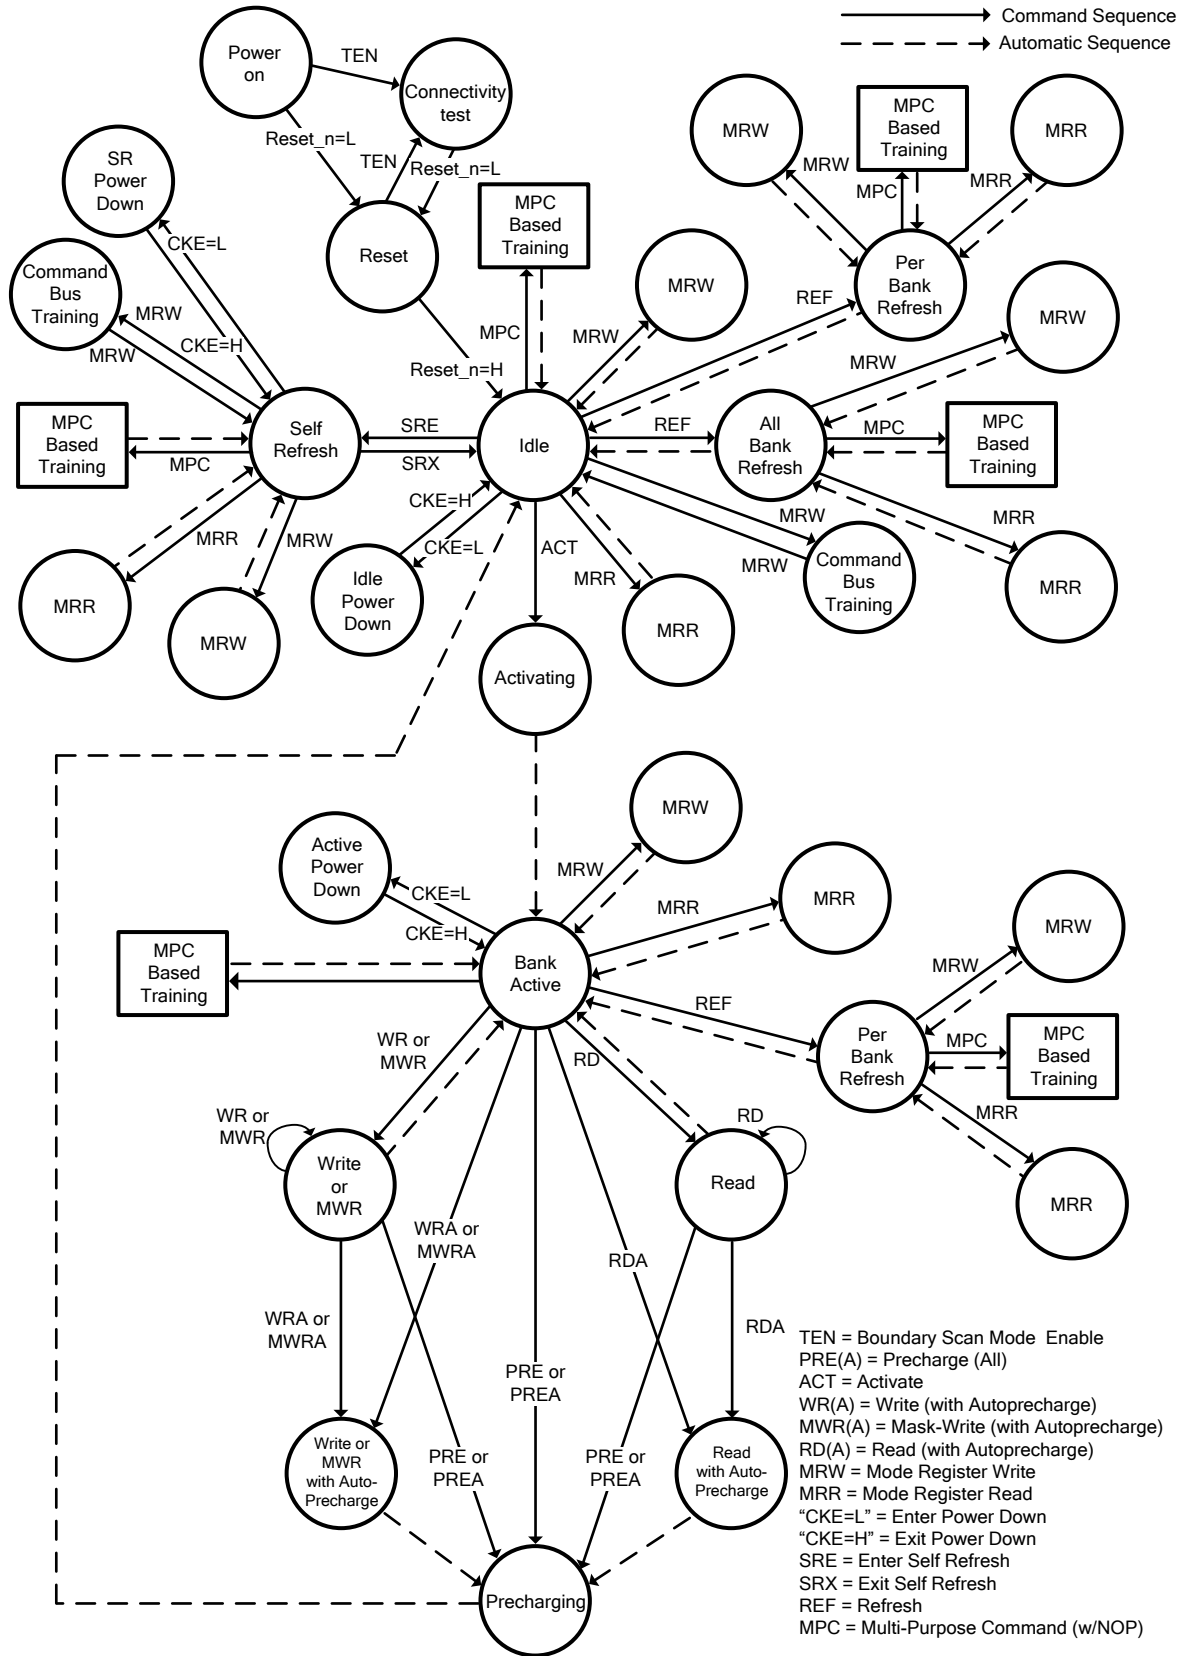 Command Sequence
Automatic Sequence
Power
on
TEN
Connectivity
test
Reset_n=L
TEN
Reset_n=L
Reset
Reset_n=H
SR
Power
Down
CKE=L
Command
Bus
Training
MRW
CKE=H
MRW
MPC
Based
Training
MPC
Self
Refresh
MRR
MRW
MRR
MRW
SRE
SRX
MPC
Based
Training
MPC
MRW
MRW
Idle
CKE=H
CKE=L
Idle
Power
Down
ACT
MRR
MRR
Activating
MRW
MRW
MPC
Based
Training
MPC
MRR
MRR
Per
Bank
Refresh
REF
REF
All
Bank
Refresh
MRW
MRW
MPC
MPC
Based
Training
MRR
MRR
MRW
MRW
Command
Bus
Training
Active
Power
Down
CKE=L
CKE=H
MPC
Based
Training
Bank
Active
MRW
MRW
MRR
MRR
REF
Per
Bank
Refresh
MRW
MRW
MPC
MPC
Based
Training
MRR
MRR
WR or
MWR
RD
WR or
MWR
Write
or
MWR
RD
Read
WRA or
MWRA
RDA
WRA or
MWRA
RDA
PRE or
PREA
PRE or
PREA
PRE or
PREA
Write or
MWR
with Auto-
Precharge
Read
with Auto-
Precharge
Precharging
TEN = Boundary Scan Mode Enable
PRE(A) = Precharge (All)
ACT = Activate
WR(A) = Write (with Autoprecharge)
MWR(A) = Mask-Write (with Autoprecharge)
RD(A) = Read (with Autoprecharge)
MRW = Mode Register Write
MRR = Mode Register Read
“CKE=L” = Enter Power Down
“CKE=H” = Exit Power Down
SRE = Enter Self Refresh
SRX = Exit Self Refresh
REF = Refresh
MPC = Multi-Purpose Command (w/NOP)